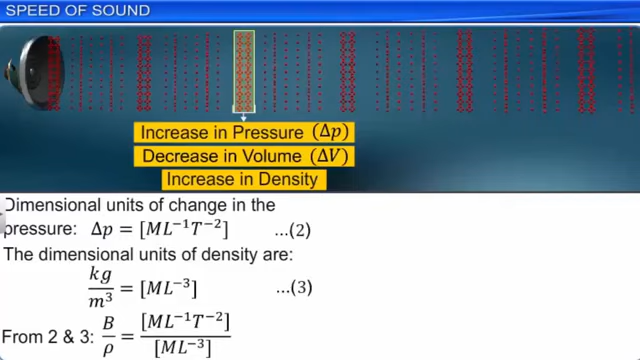 SPEED OF SOUND
Increase in Pressure (Δp)
Decrease in Volume (ΔV)
Increase in Density
Dimensional units of change in the
pressure: Δp = [ML⁻¹T⁻²] ...(2)
The dimensional units of density are:
kg/m³ = [ML⁻³] ...(3)
From 2 & 3: B/ρ = [ML⁻¹T⁻²]/[ML⁻³]